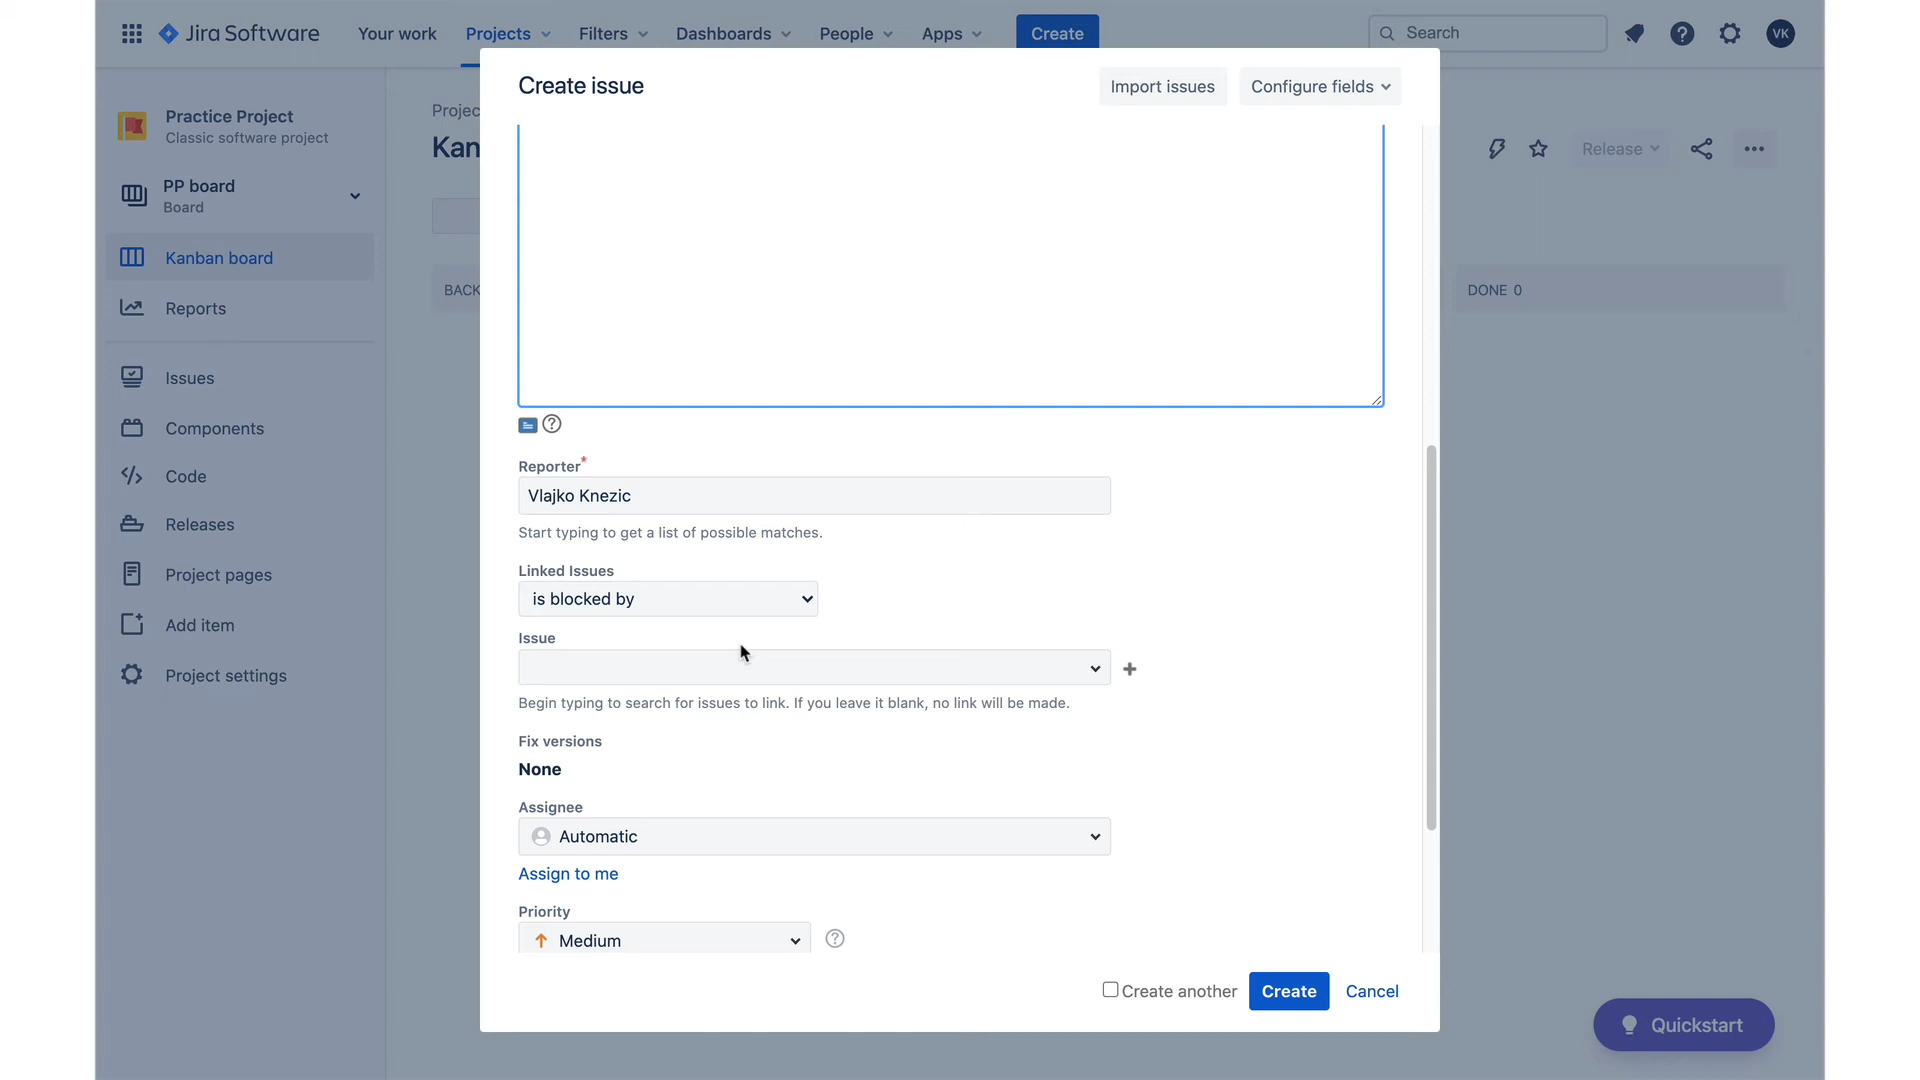 Jira Software
Your work
Projects
Filters
Dashboards
People
Apps
Create
Search
VK
Practice Project
Classic software project
PP board
Board
Kanban board
Reports
Issues
Components
Code
Releases
Project pages
Add item
Project settings
Projec
Kan
BACK
Release
DONE 0
Create issue
Import issues
Configure fields
Reporter*
Vlajko Knezic
Start typing to get a list of possible matches.
Linked Issues
is blocked by
Issue
Begin typing to search for issues to link. If you leave it blank, no link will be made.
Fix versions
None
Assignee
Automatic
Assign to me
Priority
Medium
Create another
Create
Cancel
Quickstart